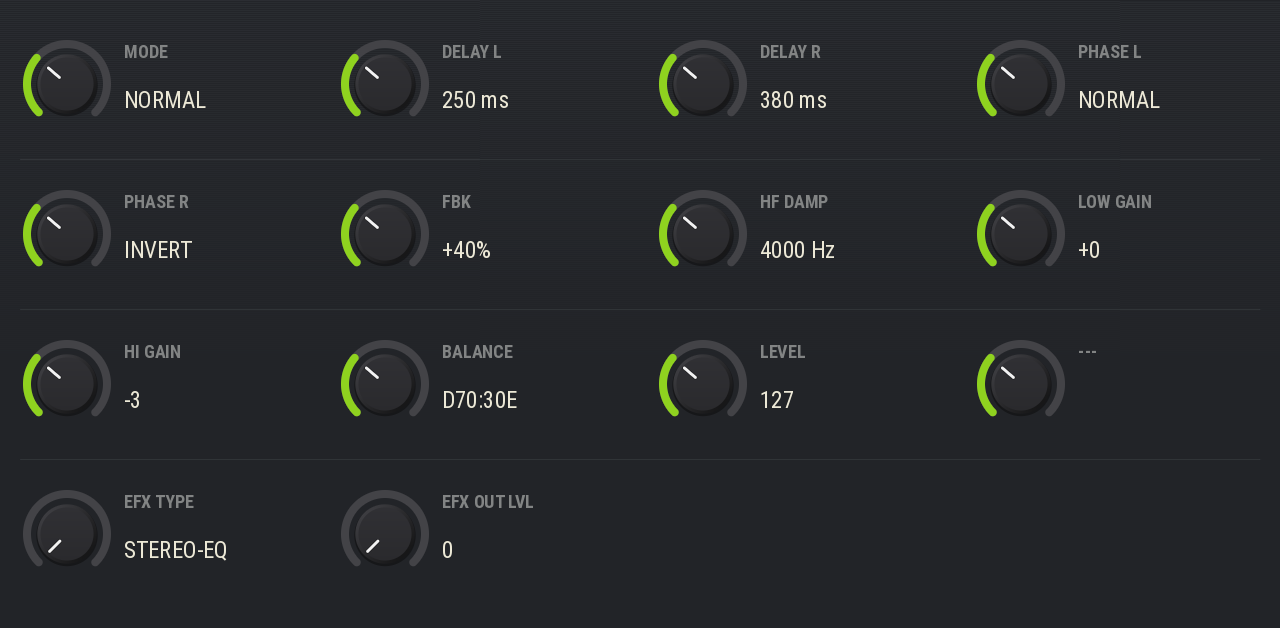 MODE
NORMAL
DELAY L
250 ms
DELAY R
380 ms
PHASE L
NORMAL
PHASE R
INVERT
FBK
+40%
HF DAMP
4000 Hz
LOW GAIN
+0
HI GAIN
-3
BALANCE
D70:30E
LEVEL
127
---
EFX TYPE
STEREO-EQ
EFX OUT LVL
0